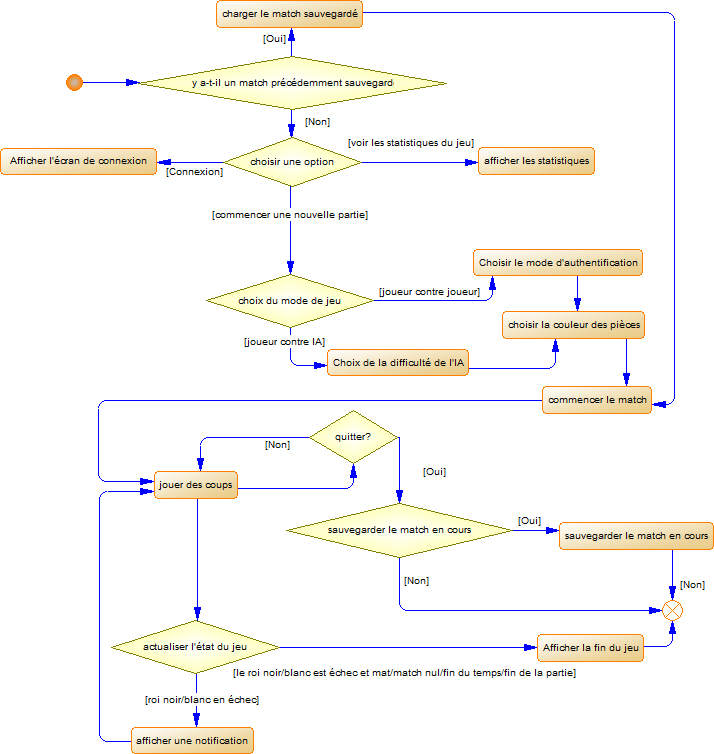 charger le match sauvegardé
[Oui]
y a-t-il un match précédemment sauvegard
[Non]
[voir les statistiques du jeu]
Afficher l'écran de connexion
choisir une option
afficher les statistiques
[Connexion]
[commencer une nouvelle partie]
Choisir le mode d'authentification
choix du mode de jeu
[joueur contre joueur]
choisir la couleur des pièces
[joueur contre IA]
Choix de la difficulté de l'IA
commencer le match
quitter?
[Non]
[Oui]
jouer des coups
[Oui]
sauvegarder le match en cours
sauvegarder le match en cours
[Non]
[Non]
actualiser l'état du jeu
Afficher la fin du jeu
[le roi noir/blanc est échec et mat/match nul/fin du temps/fin de la partie]
[roi noir/blanc en échec]
afficher une notification